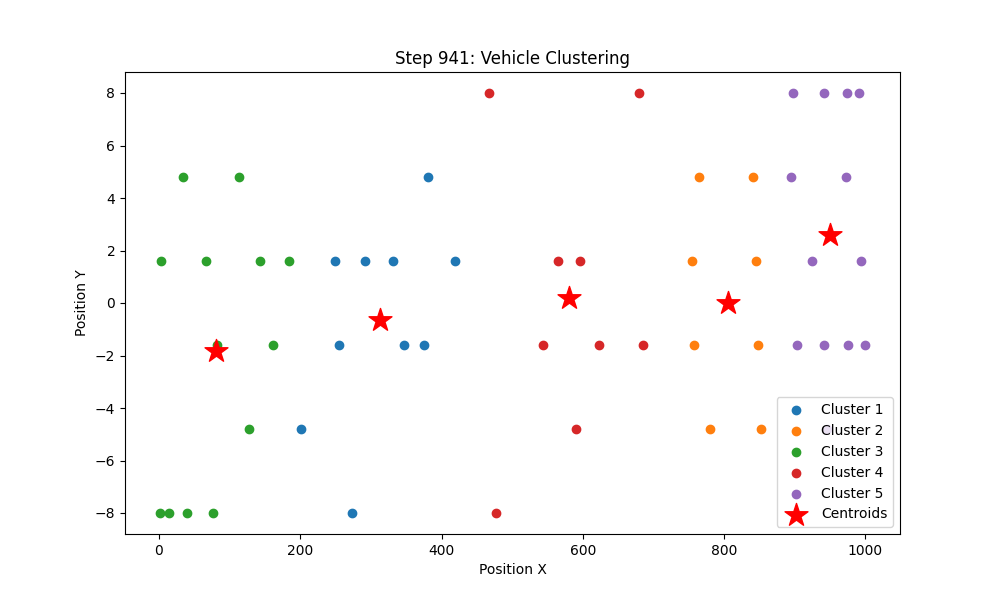 Step 941: Vehicle Clustering
Position Y
8
6
4
2
0
−2
−4
−6
−8
0 200 400 600 800 1000
Position X
Cluster 1
Cluster 2
Cluster 3
Cluster 4
Cluster 5
Centroids